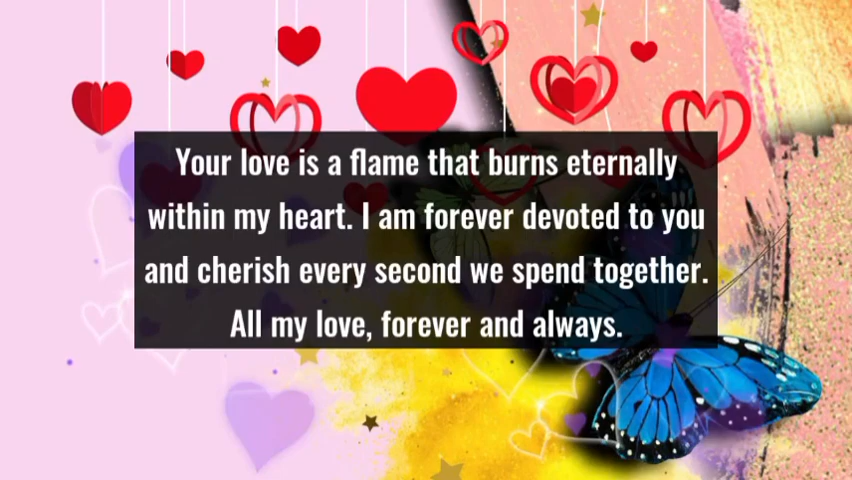 Your love is a flame that burns eternally
within my heart. I am forever devoted to you
and cherish every second we spend together.
All my love, forever and always.